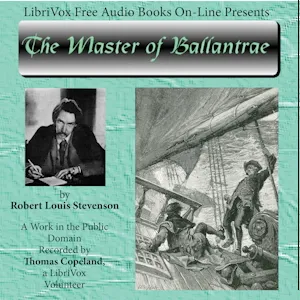 LibriVox Free Audio Books On-Line Presents
The Master of Ballantrae
by
Robert Louis Stevenson
A Work in the Public
Domain
Recorded by
Thomas Copeland,
a LibriVox
Volunteer